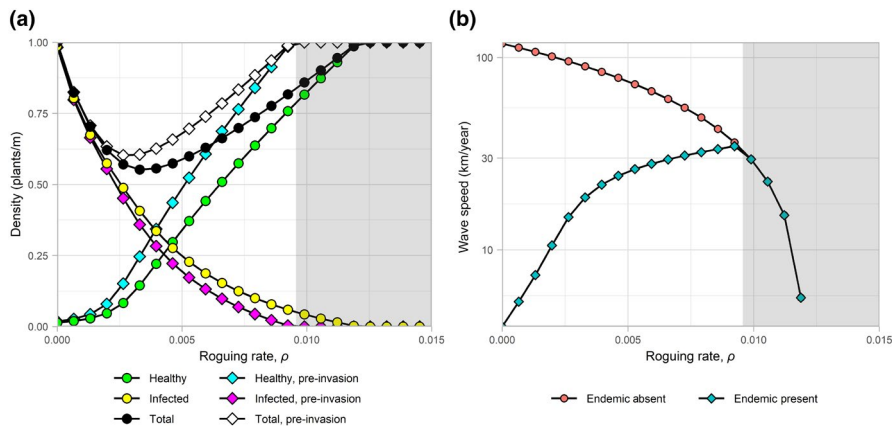 (a)
1.00
0.75
0.50
0.25
0.00
Density (plants/m)
0.000 0.005 0.010 0.015
Roguing rate, ρ
Healthy Healthy, pre-invasion
Infected Infected, pre-invasion
Total Total, pre-invasion
(b)
100
30
10
Wave speed (km/year)
0.000 0.005 0.010 0.015
Roguing rate, ρ
Endemic absent Endemic present